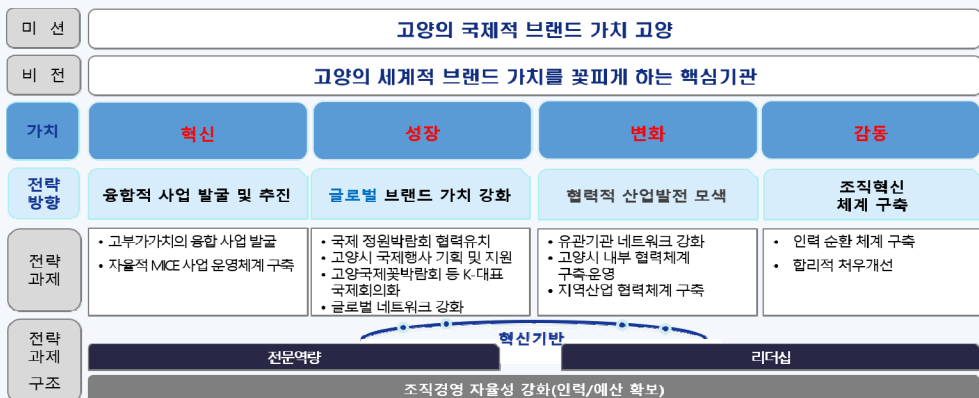 미 션
고양의 국제적 브랜드 가치 고양
비 전
고양의 세계적 브랜드 가치를 꽃피게 하는 핵심기관
가치
혁신
성장
변화
감동
전략
방향
융합적 사업 발굴 및 추진
글로벌 브랜드 가치 강화
협력적 산업발전 모색
조직혁신
체계 구축
전략
과제
• 고부가가치의 융합 사업 발굴
• 자율적 MICE 사업 운영체계 구축
• 국제 정원박람회 협력유치
• 고양시 국제행사 기획 및 지원
• 고양국제꽃박람회 등 K-대표
국제회의화
• 글로벌 네트워크 강화
• 유관기관 네트워크 강화
• 고양시 내부 협력체계
구축·운영
• 지역산업 협력체계 구축
• 인력 순환 체계 구축
• 합리적 처우개선
전략
과제
구조
혁신기반
전문역량
리더십
조직경영 자율성 강화(인력/예산 확보)